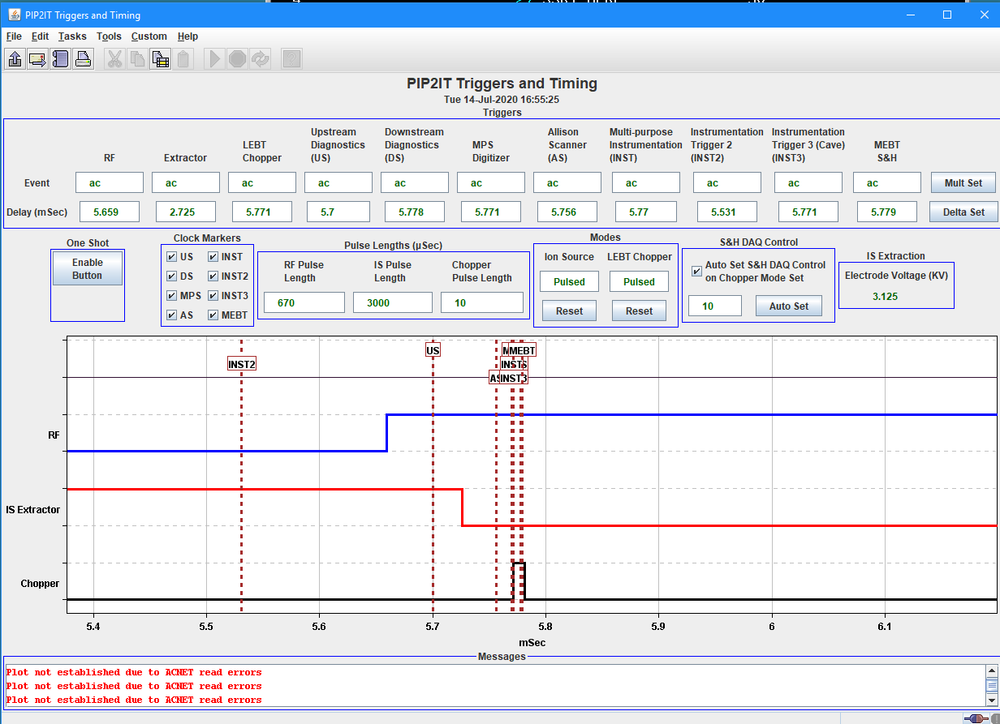 PIP2IT Triggers and Timing
File Edit Tasks Tools Custom Help
PIP2IT Triggers and Timing
Tue 14-Jul-2020 16:55:25
Triggers
RF
Extractor
LEBT
Chopper
Upstream
Diagnostics
(US)
Downstream
Diagnostics
(DS)
MPS
Digitizer
Allison
Scanner
(AS)
Multi-purpose
Instrumentation
(INST)
Instrumentation
Trigger 2
(INST2)
Instrumentation
Trigger 3 (Cave)
(INST3)
MEBT
S&H
Event ac ac ac ac ac ac ac ac ac ac ac Mult Set
Delay (mSec) 5.659 2.725 5.771 5.7 5.778 5.771 5.756 5.77 5.531 5.771 5.779 Delta Set
One Shot
Enable
Button
Clock Markers
US INST
DS INST2
MPS INST3
AS MEBT
Pulse Lengths (µSec)
RF Pulse
Length
670
IS Pulse
Length
3000
Chopper
Pulse Length
10
Modes
Ion Source LEBT Chopper
Pulsed Pulsed
Reset Reset
S&H DAQ Control
Auto Set S&H DAQ Control
on Chopper Mode Set
10 Auto Set
IS Extraction
Electrode Voltage (KV)
3.125
US MEBT
INST2
INST3
RF
IS Extractor
Chopper
5.4 5.5 5.6 5.7 5.8 5.9 6 6.1
mSec
Messages
Plot not established due to ACNET read errors
Plot not established due to ACNET read errors
Plot not established due to ACNET read errors